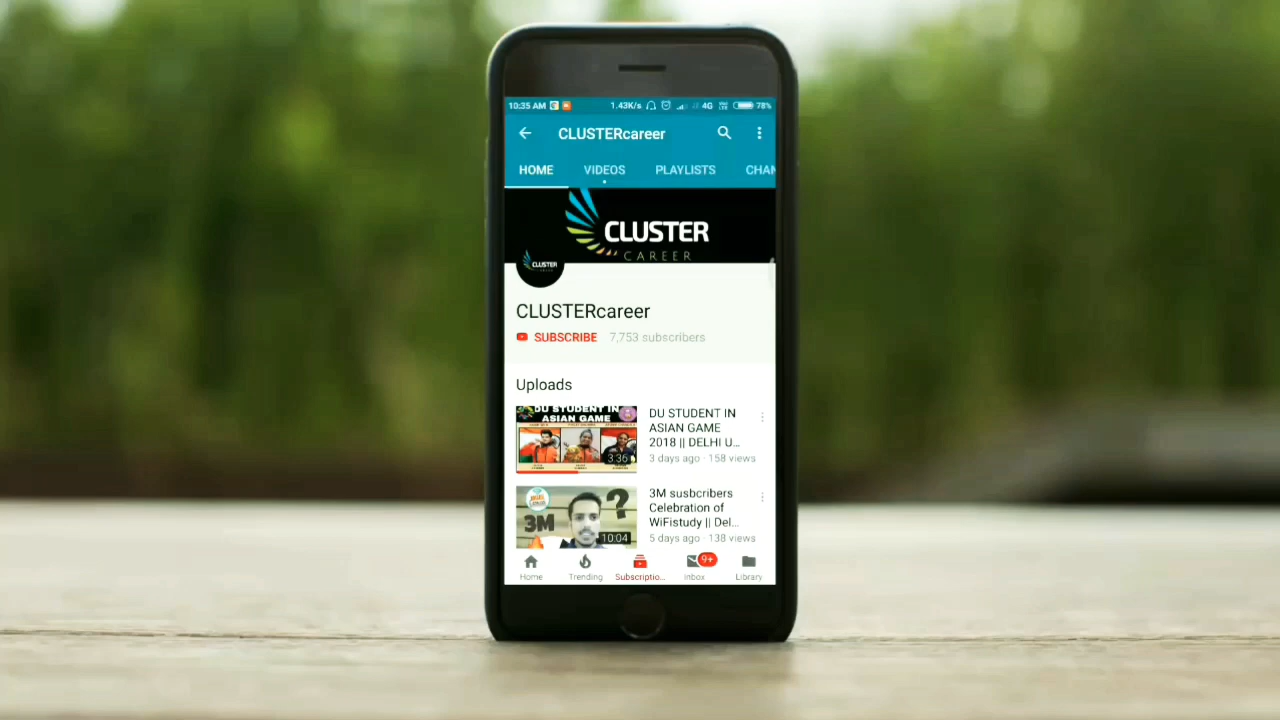 10:35 AM 1.43K/s 4G VoLTE 78%
CLUSTERcareer
HOME VIDEOS PLAYLISTS CHAN
CLUSTER
CAREER
CLUSTER
CLUSTERcareer
SUBSCRIBE 7,753 subscribers
Uploads
DU STUDENT IN
ASIAN GAME
3:36
DU STUDENT IN
ASIAN GAME
2018 || DELHI U...
3 days ago · 158 views
3M
?
10:04
3M susbcribers
Celebration of
WiFistudy || Del...
5 days ago · 138 views
9+
Home Trending Subscriptio... Inbox Library